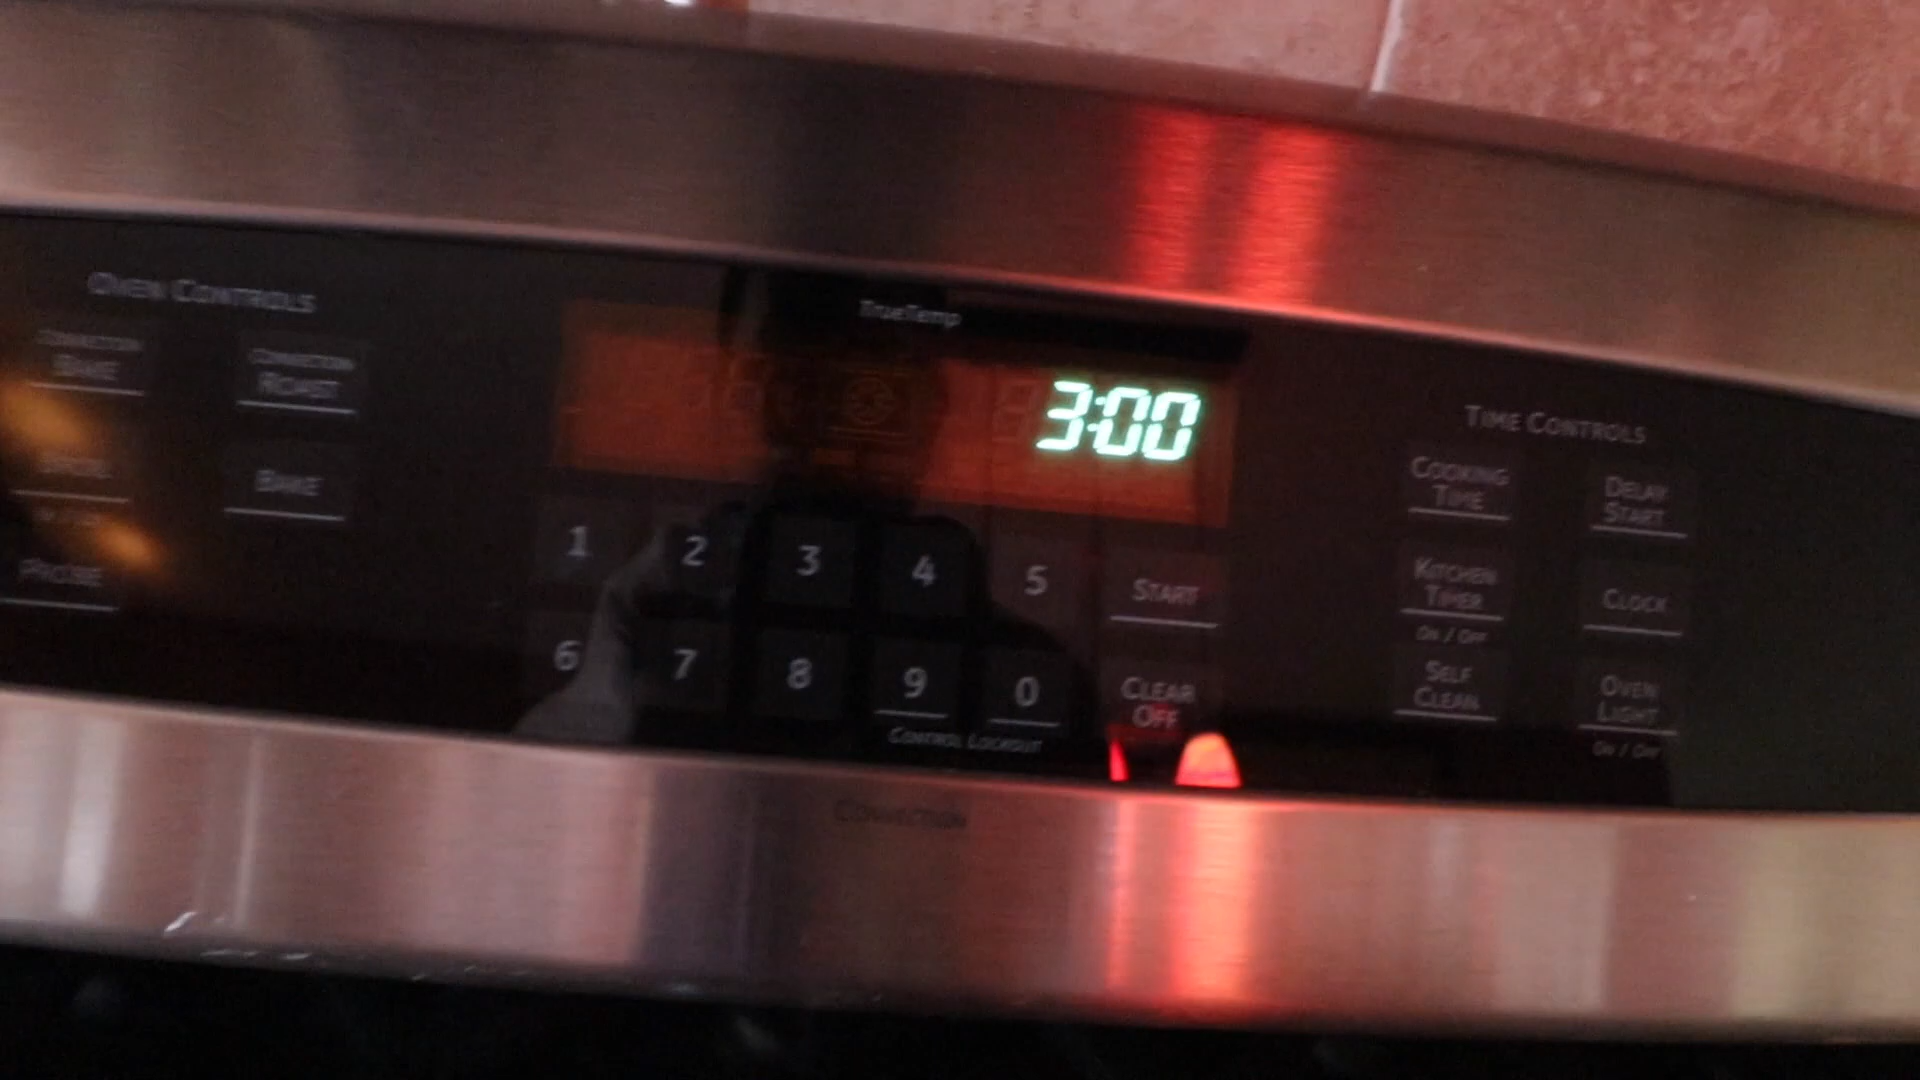 OVEN CONTROLS
CONVECTION
BAKE
CONVECTION
ROAST
BAKE
PROBE
TrueTemp
3:00
1 2 3 4 5
START
6 7 8 9 0
CLEAR
OFF
CONTROL LOCKOUT
CONVECTION
TIME CONTROLS
COOKING
TIME
DELAY
START
KITCHEN
TIMER
ON / OFF
CLOCK
SELF
CLEAN
OVEN
LIGHT
ON / OFF